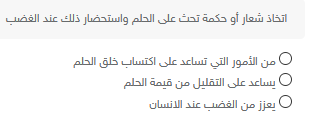 اتخاذ شعار أو حكمة تحث على الحلم واستحضار ذلك عند الغضب
من الأمور التي تساعد على اكتساب خلق الحلم
يساعد على التقليل من قيمة الحلم
يعزز من الغضب عند الانسان